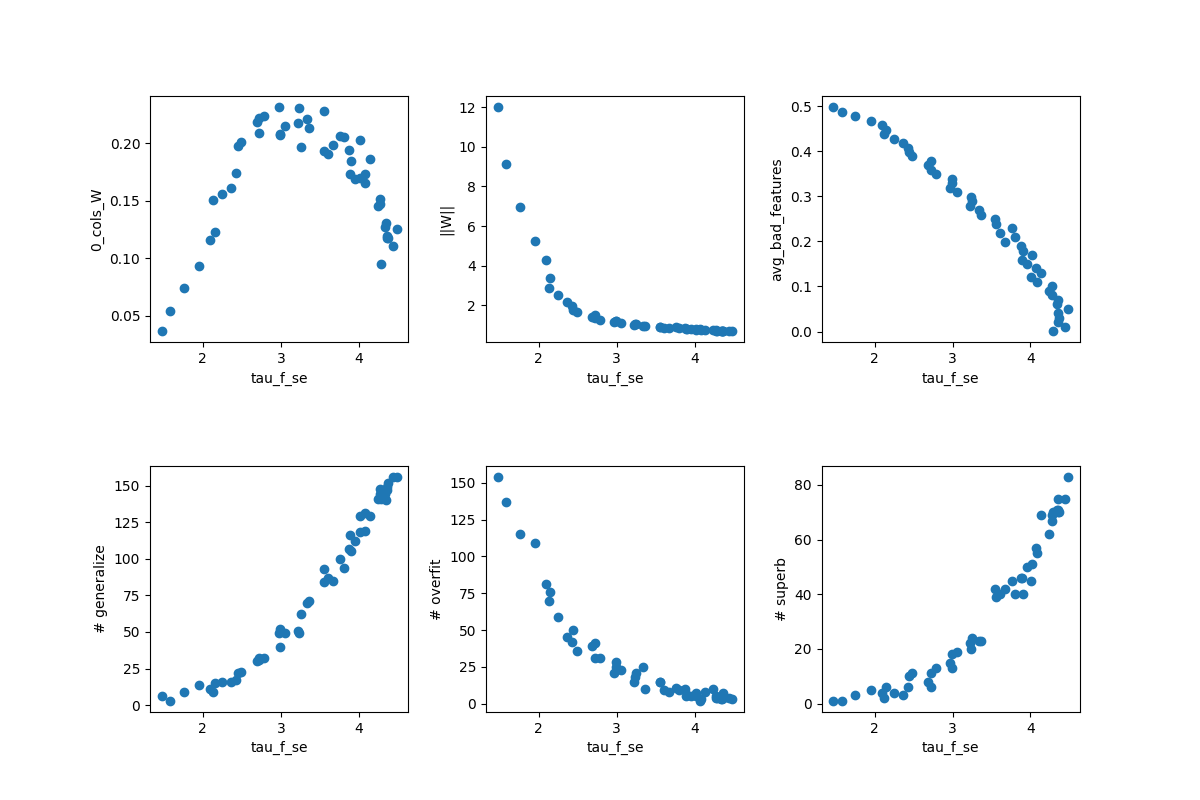 0_cols_W
0.20
0.15
0.10
0.05
2 3 4
tau_f_se
||W||
12
10
8
6
4
2
2 3 4
tau_f_se
avg_bad_features
0.5
0.4
0.3
0.2
0.1
0.0
2 3 4
tau_f_se
# generalize
150
125
100
75
50
25
0
2 3 4
tau_f_se
# overfit
150
125
100
75
50
25
0
2 3 4
tau_f_se
# superb
80
60
40
20
0
2 3 4
tau_f_se